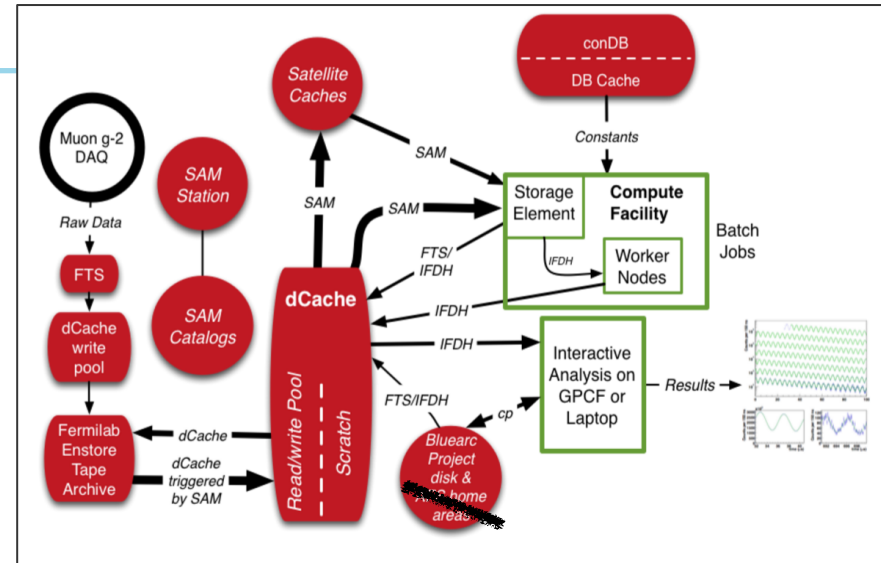 Muon g-2
DAQ
Raw Data
FTS
dCache
write
pool
Fermilab
Enstore
Tape
Archive
SAM
Station
SAM
Catalogs
Satellite
Caches
SAM
SAM
SAM
conDB
DB Cache
Constants
Storage
Element
Compute
Facility
IFDH
Worker
Nodes
Batch
Jobs
FTS/
IFDH
IFDH
IFDH
dCache
Read/write Pool
Scratch
dCache
dCache
triggered
by SAM
FTS/IFDH
cp
Bluearc
Project
disk &
home
areas
Interactive
Analysis on
GPCF or
Laptop
Results